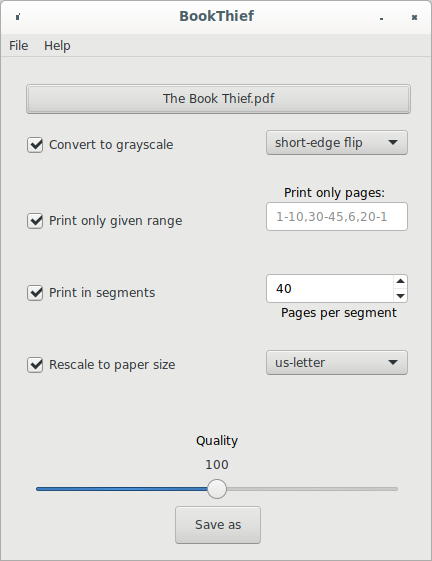 BookThief
File Help
The Book Thief.pdf
Convert to grayscale
short-edge flip
Print only pages:
Print only given range
1-10,30-45,6,20-1
Print in segments
40
Pages per segment
Rescale to paper size
us-letter
Quality
100
Save as